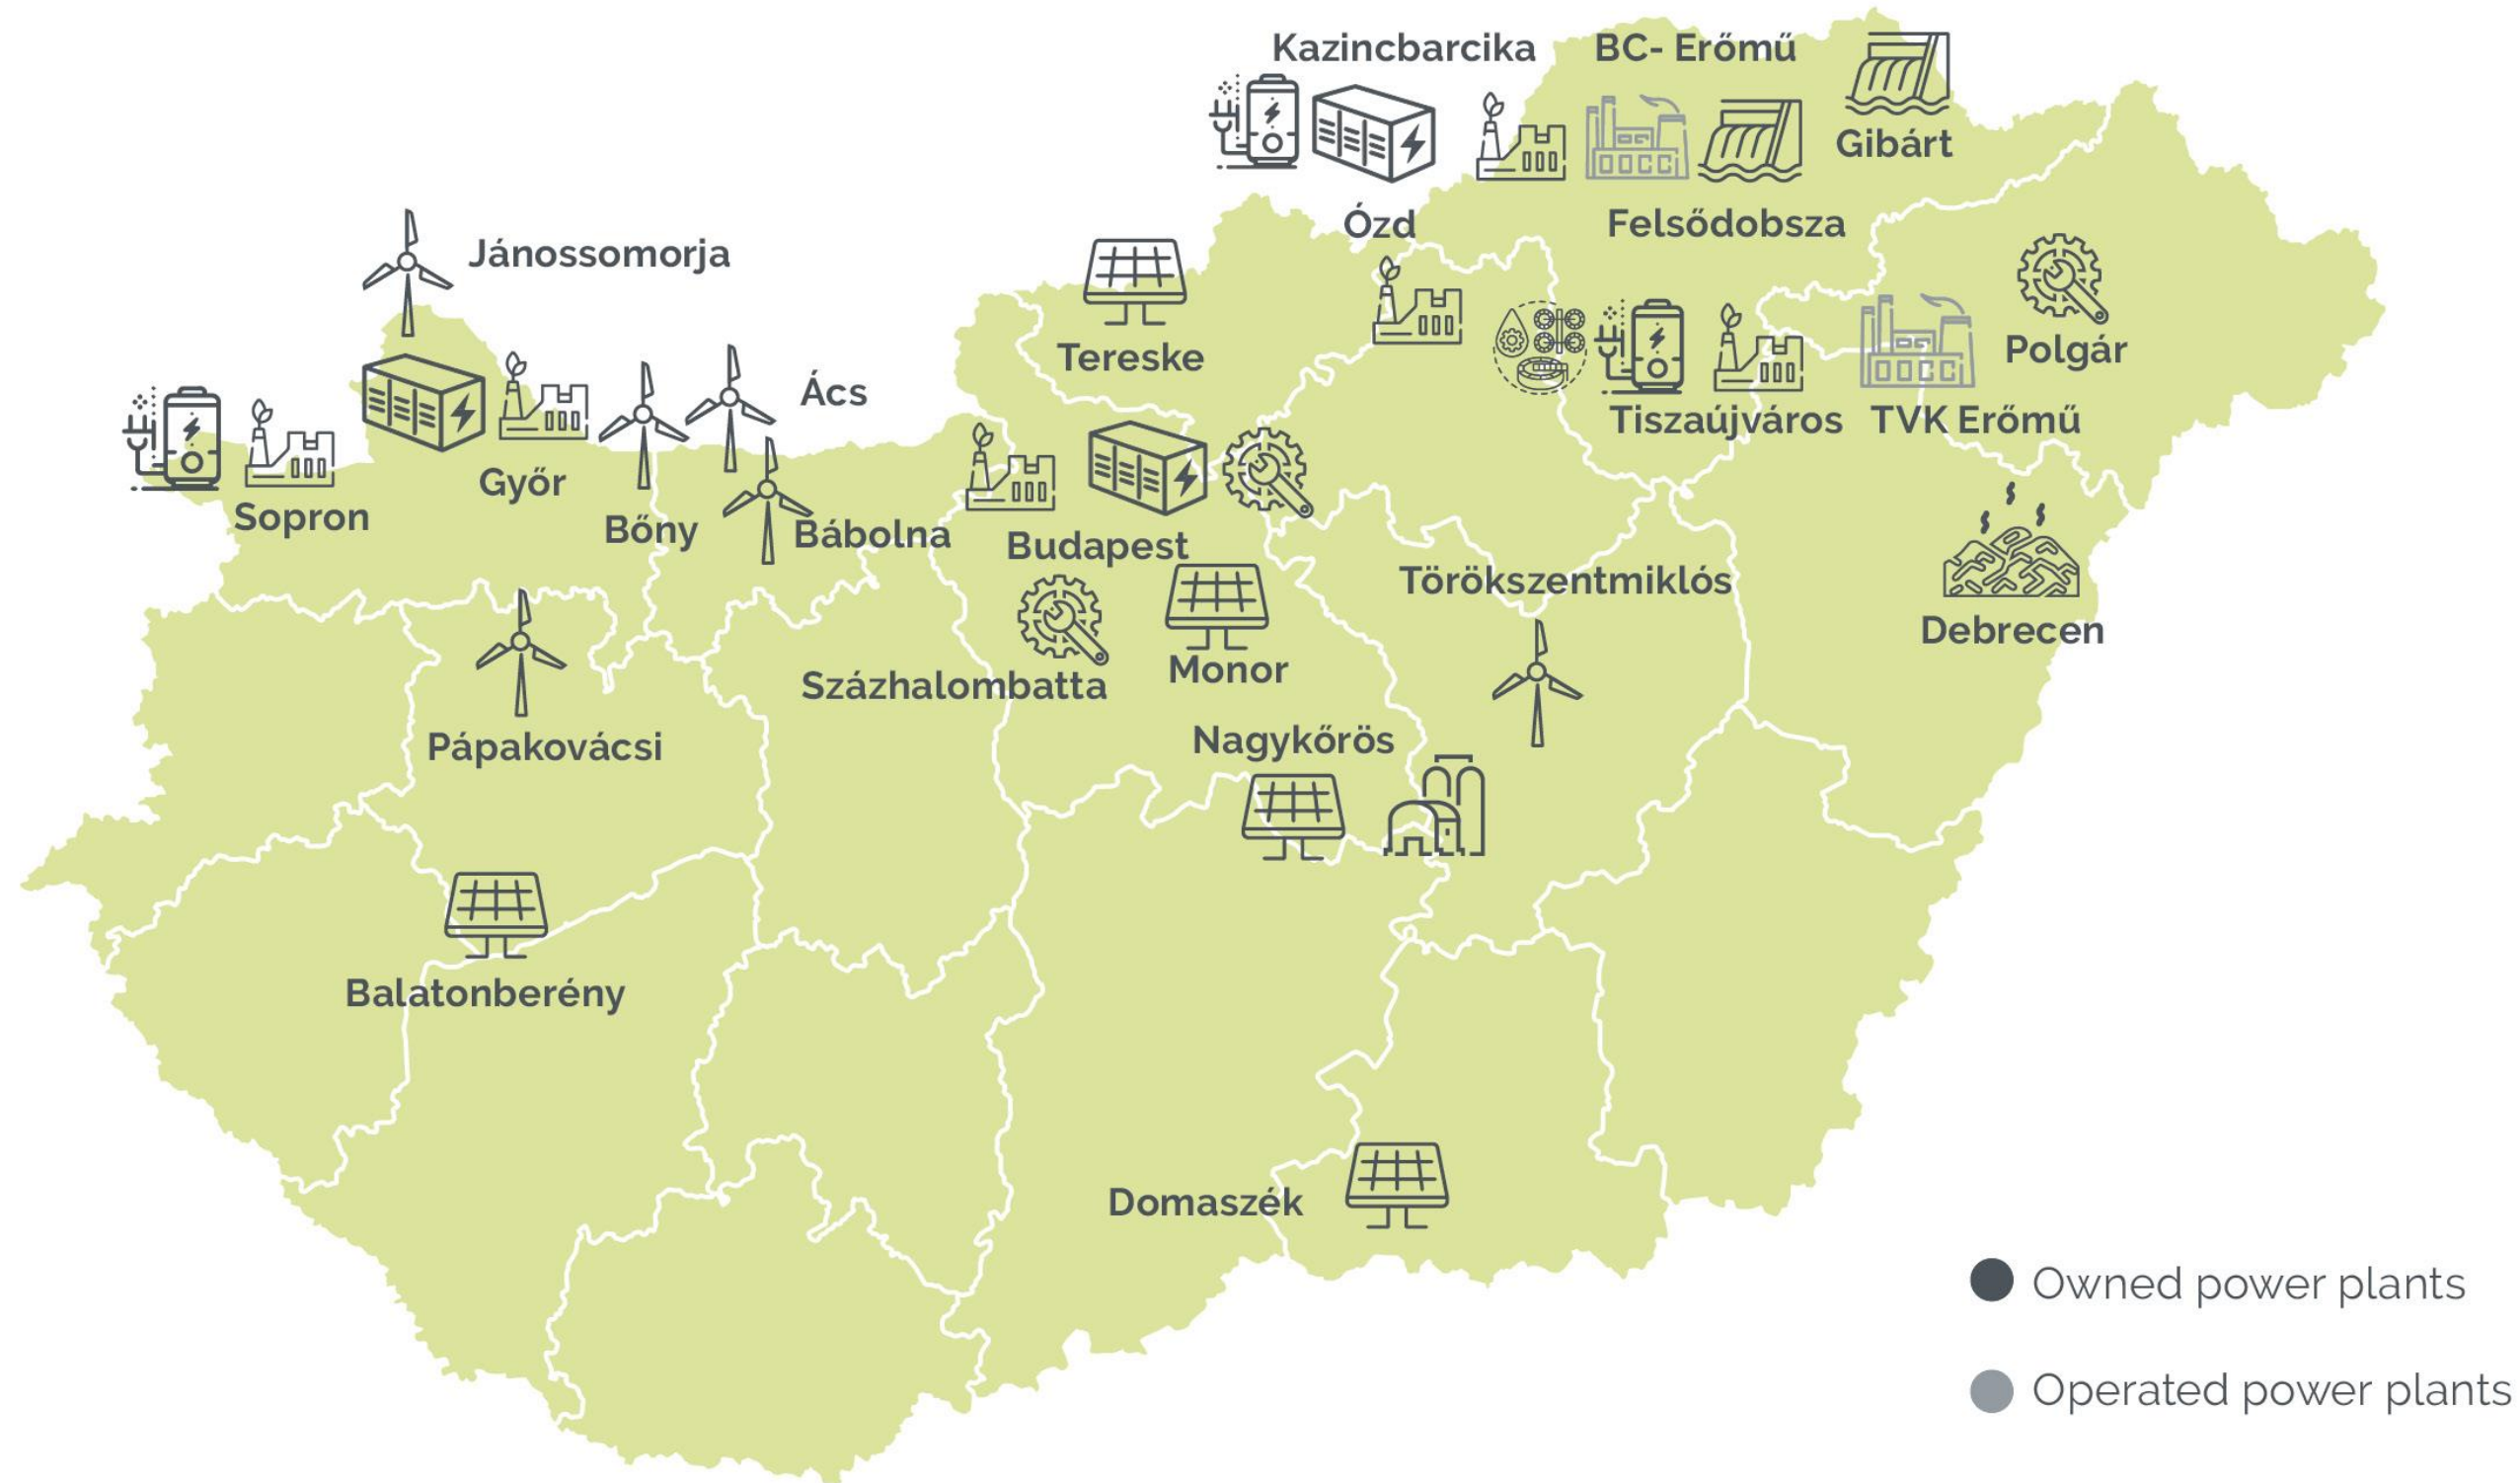 Kazincbarcika
BC- Erőmű
Gibárt
Ózd
Felsődobsza
Jánossomorja
Tereske
Polgár
Ács
Tiszaújváros
TVK Erőmű
Győr
Sopron
Bőny
Bábolna
Budapest
Törökszentmiklós
Debrecen
Százhalombatta
Monor
Pápakovácsi
Nagykőrös
Balatonberény
Domaszék
Owned power plants
Operated power plants